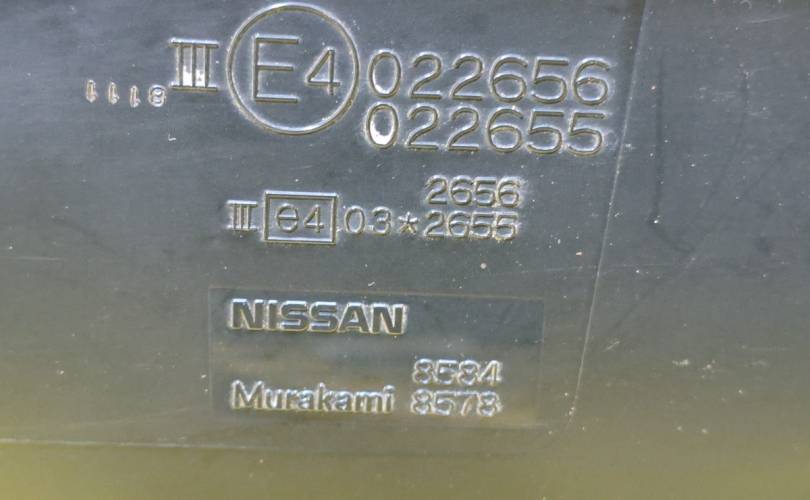 III E4 022656
022655
8111
2656
III e4 03*2655
NISSAN
8584
Murakami 8578